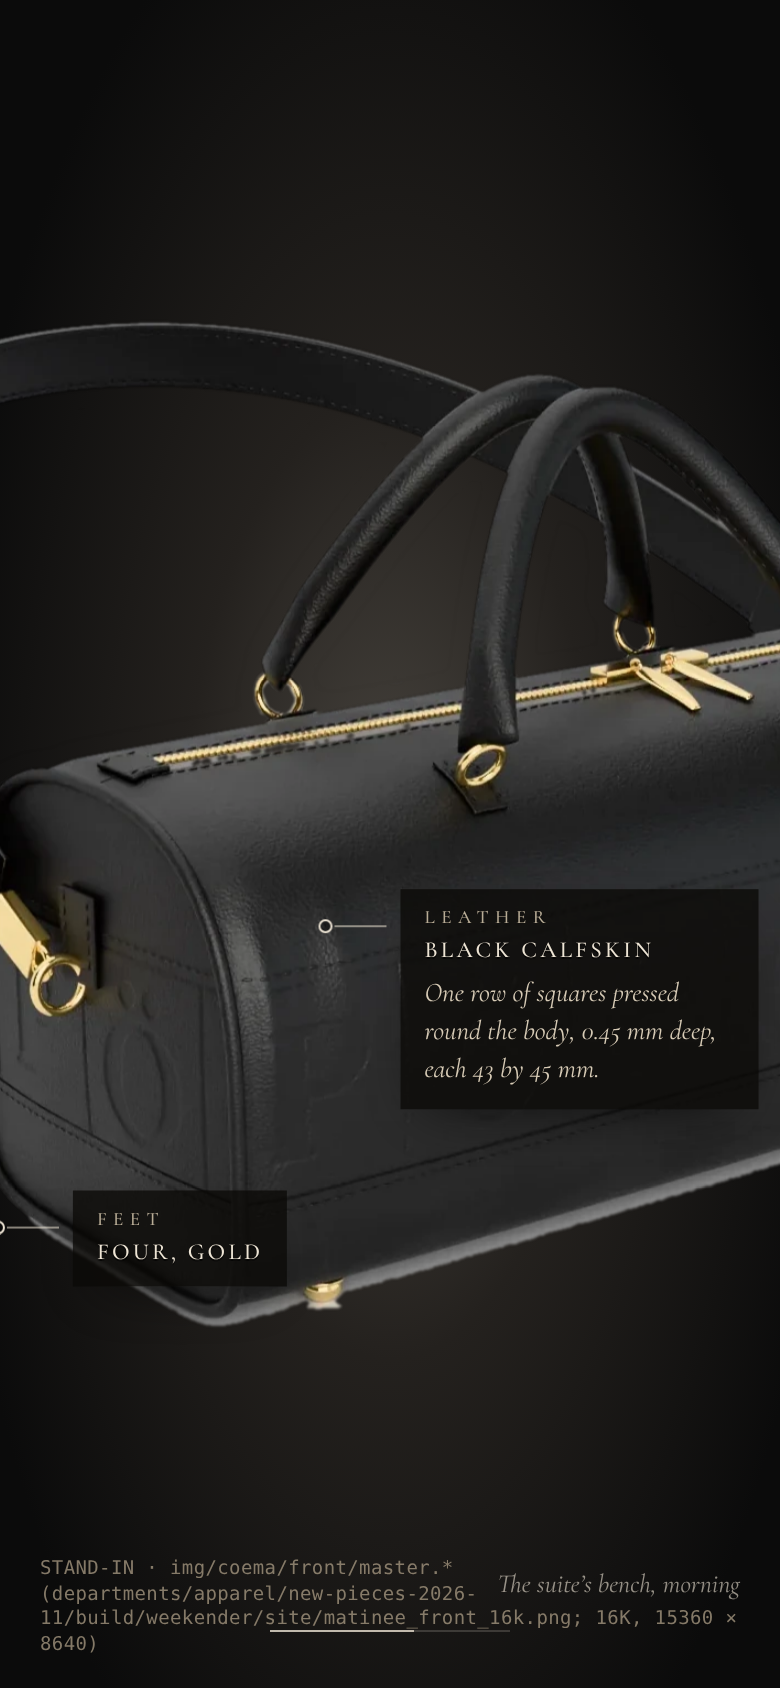 Ö
P
LEATHER
BLACK CALFSKIN
One row of squares pressed
round the body, 0.45 mm deep,
each 43 by 45 mm.
FEET
FOUR, GOLD
STAND-IN · img/coema/front/master.*
(departments/apparel/new-pieces-2026-
The suite’s bench, morning
11/build/weekender/site/matinee_front_16k.png; 16K, 15360 ×
8640)